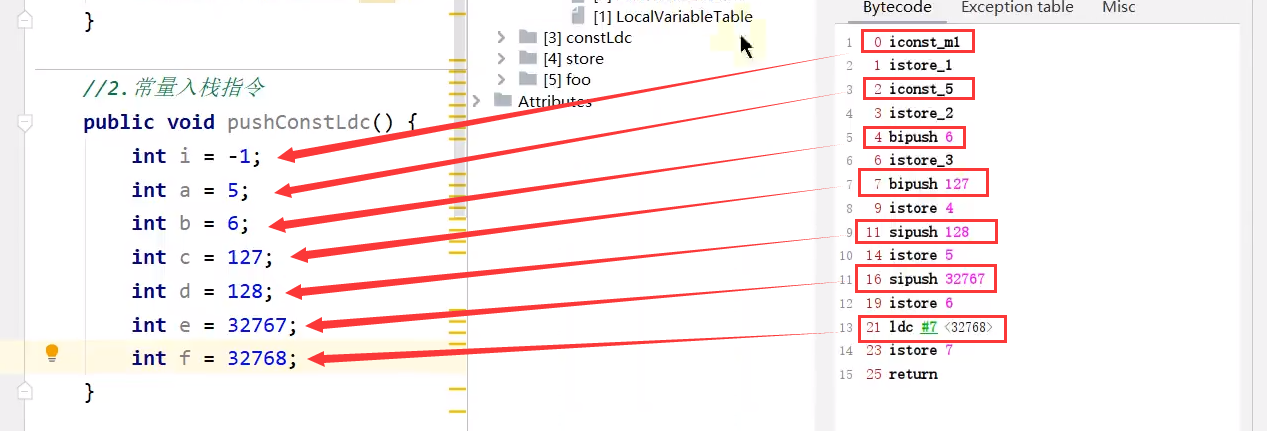 }
//2.常量入栈指令
public void pushConstLdc() {
int i = -1;
int a = 5;
int b = 6;
int c = 127;
int d = 128;
int e = 32767;
int f = 32768;
}
[1] LocalVariableTable
[3] constLdc
[4] store
[5] foo
Attributes
Bytecode Exception table Misc
1 0 iconst_m1
2 1 istore_1
3 2 iconst_5
4 3 istore_2
5 4 bipush 6
6 6 istore_3
7 7 bipush 127
8 9 istore 4
9 11 sipush 128
10 14 istore 5
11 16 sipush 32767
12 19 istore 6
13 21 ldc #7 <32768>
14 23 istore 7
15 25 return